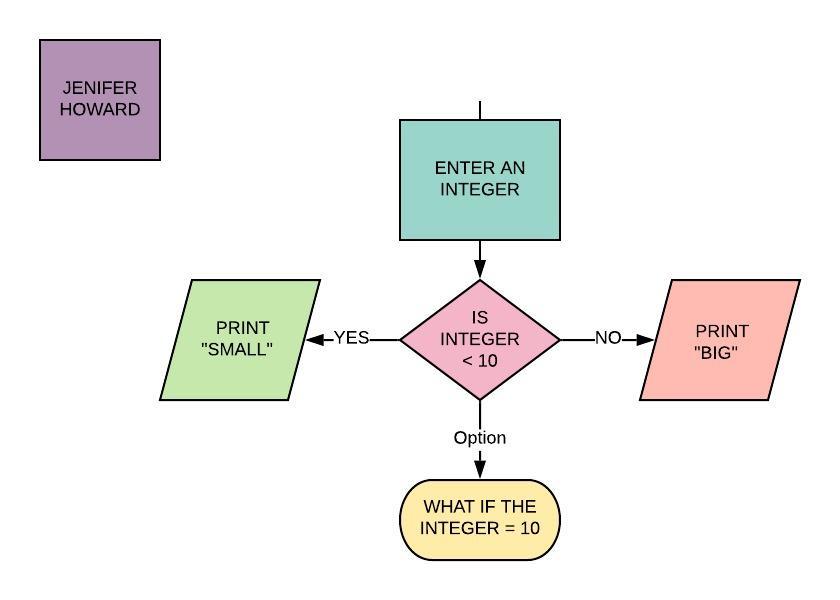 JENIFER
HOWARD
ENTER AN
INTEGER
IS
INTEGER
< 10
YES
NO
PRINT
"SMALL"
PRINT
"BIG"
Option
WHAT IF THE
INTEGER = 10